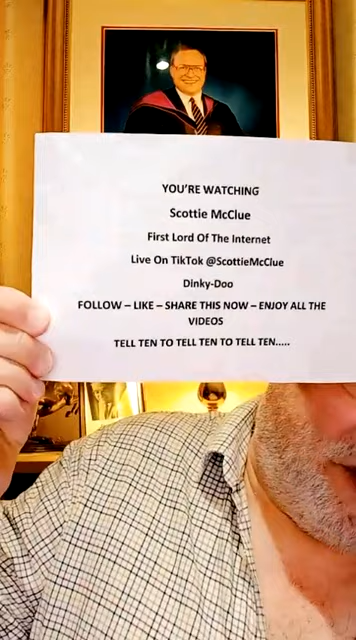 YOU'RE WATCHING
Scottie McClue
First Lord Of The Internet
Live On TikTok @ScottieMcClue
Dinky-Doo
FOLLOW – LIKE – SHARE THIS NOW – ENJOY ALL THE
VIDEOS
TELL TEN TO TELL TEN TO TELL TEN.....